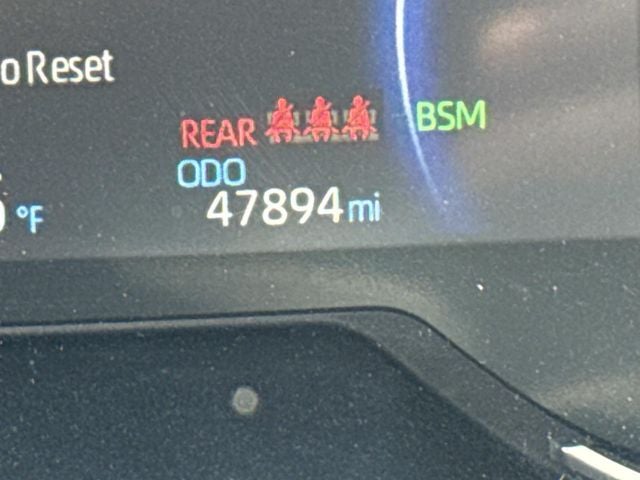 o Reset
REAR BSM
ODO
47894 mi
°F